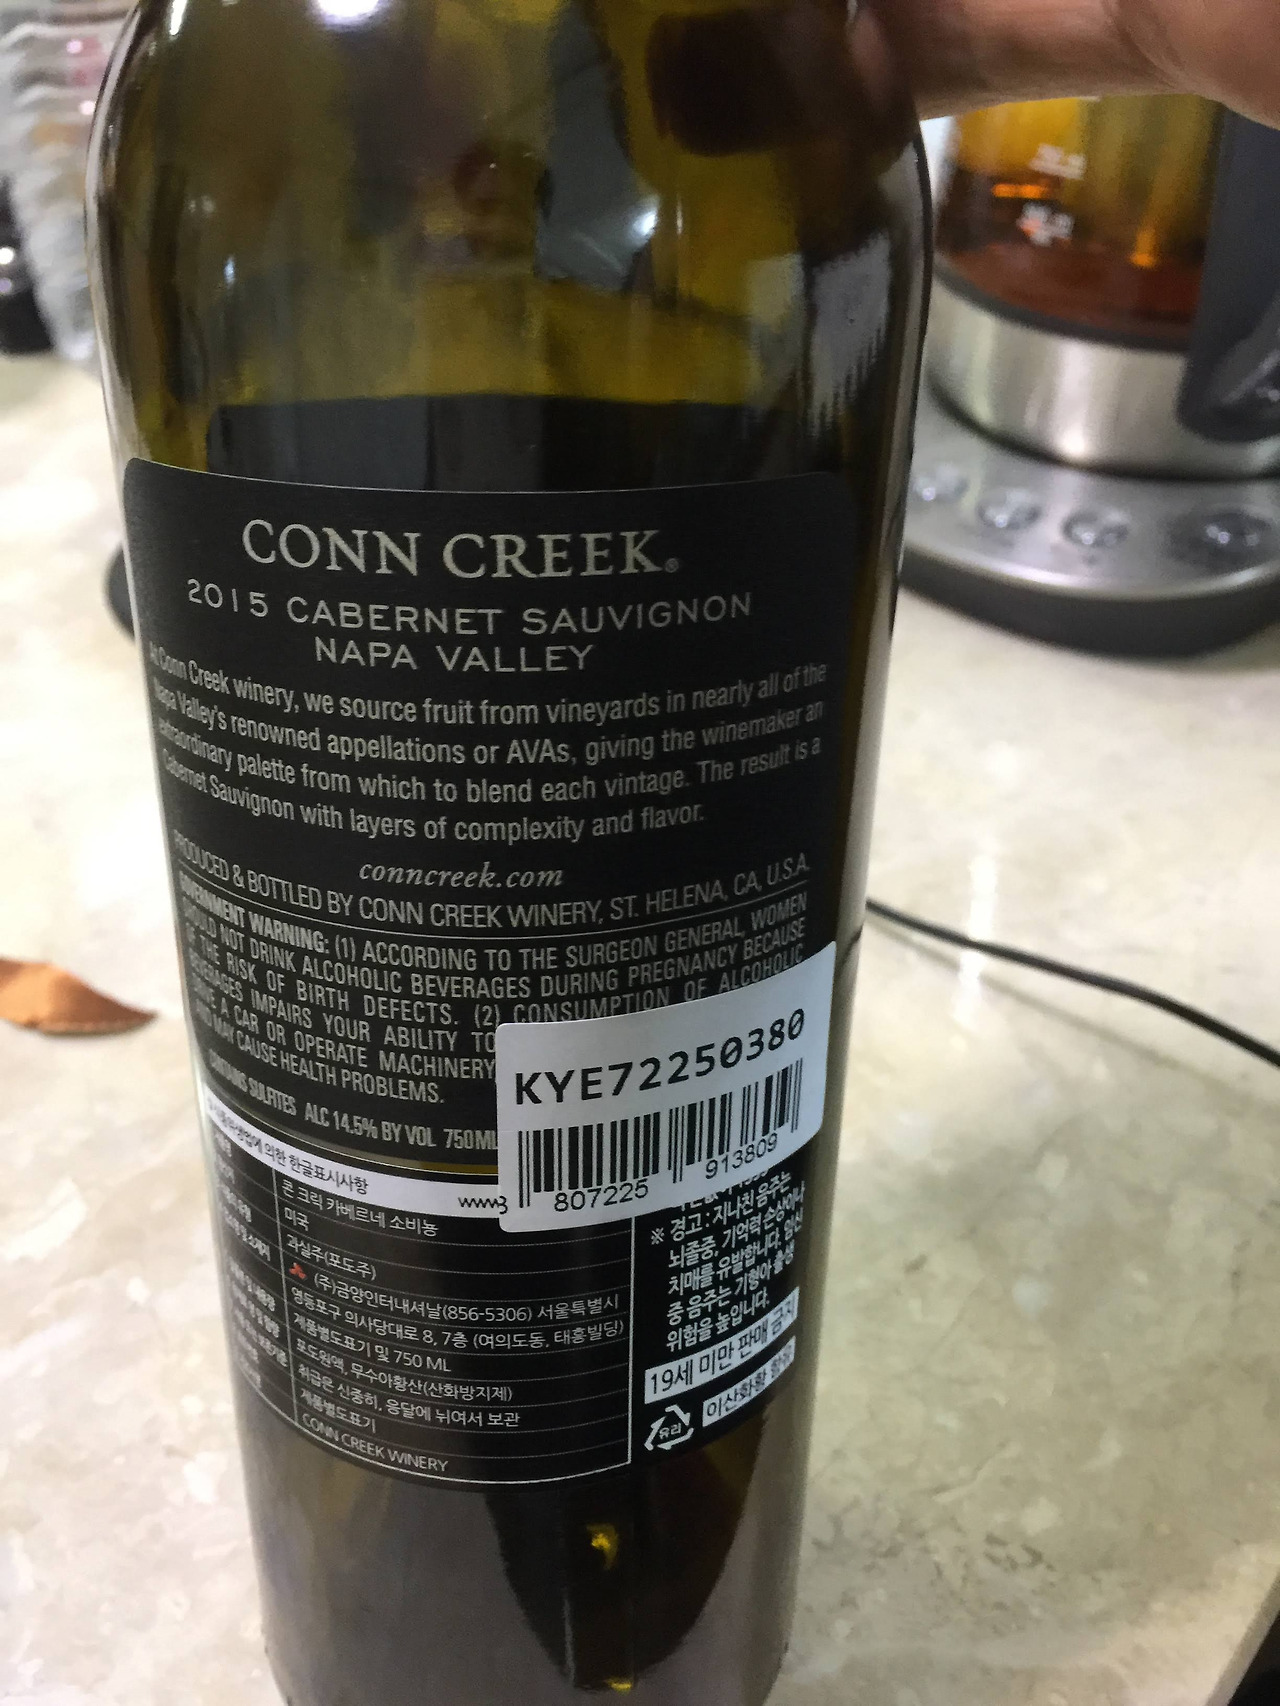 CONN CREEK®
2015 CABERNET SAUVIGNON
NAPA VALLEY
At Conn Creek winery, we source fruit from vineyards in nearly all of the
Napa Valley's renowned appellations or AVAs, giving the winemaker an
extraordinary palette from which to blend each vintage. The result is a
Cabernet Sauvignon with layers of complexity and flavor.
conncreek.com
PRODUCED & BOTTLED BY CONN CREEK WINERY, ST. HELENA, CA, U.S.A.
GOVERNMENT WARNING: (1) ACCORDING TO THE SURGEON GENERAL, WOMEN
SHOULD NOT DRINK ALCOHOLIC BEVERAGES DURING PREGNANCY BECAUSE
OF THE RISK OF BIRTH DEFECTS. (2) CONSUMPTION OF ALCOHOLIC
BEVERAGES IMPAIRS YOUR ABILITY TO
DRIVE A CAR OR OPERATE MACHINERY
AND MAY CAUSE HEALTH PROBLEMS.
CONTAINS SULFITES ALC 14.5% BY VOL 750ML
KYE72250380
807225 913809
의한 한글표시사항
www
콘 크릭 카베르네 소비뇽
미국
과실주(포도주)
(주)금양인터내셔날(856-5306) 서울특별시
영등포구 의사당대로 8, 7층 (여의도동, 태흥빌딩)
제품별도표기 및 750 ML
포도원액, 무수아황산(산화방지제)
취급은 신중히, 응달에 뉘여서 보관
제품별도표기
CONN CREEK WINERY
※ 경고 : 지나친 음주는
뇌졸중, 기억력 손상이나
치매를 유발합니다. 임신
중 음주는 기형아 출생
위험을 높입니다.
19세 미만 판매 금지
이산화황 함유
유리